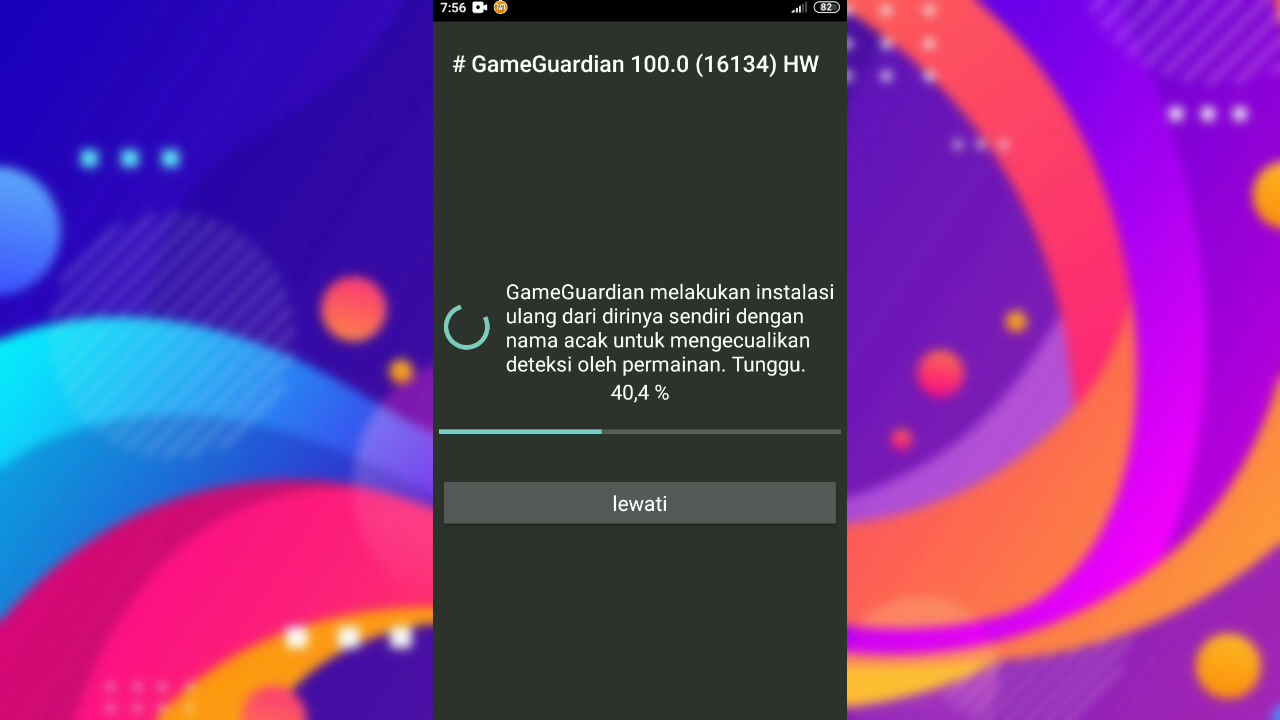 7:56 82
# GameGuardian 100.0 (16134) HW
GameGuardian melakukan instalasi
ulang dari dirinya sendiri dengan
nama acak untuk mengecualikan
deteksi oleh permainan. Tunggu.
40,4 %
lewati